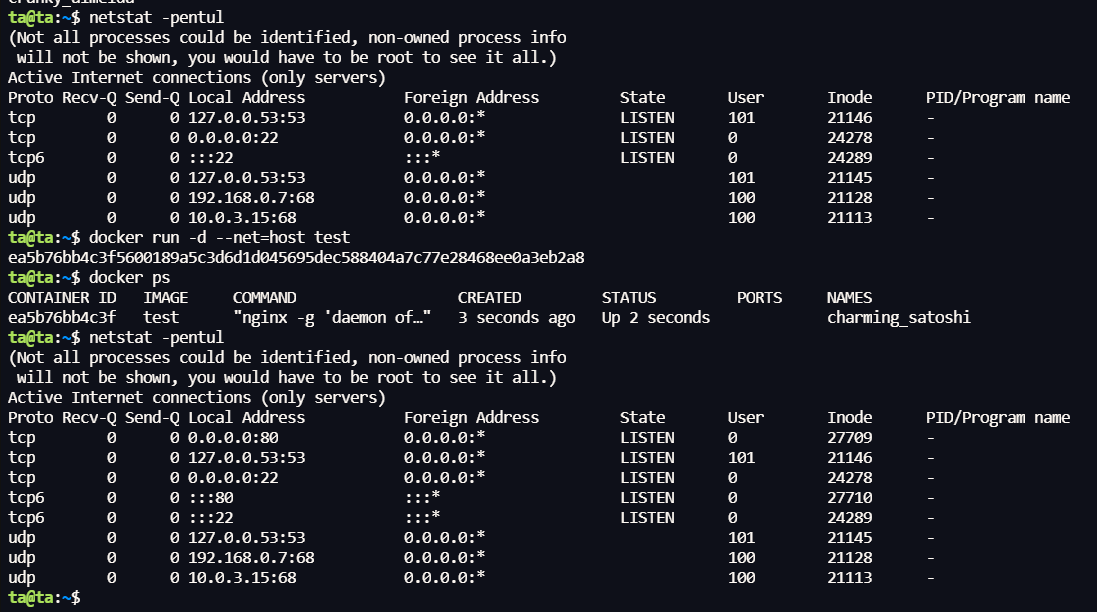 ta@ta:~$ netstat -pentul
(Not all processes could be identified, non-owned process info
 will not be shown, you would have to be root to see it all.)
Active Internet connections (only servers)
Proto Recv-Q Send-Q Local Address           Foreign Address         State       User       Inode      PID/Program name
tcp        0      0 127.0.0.53:53           0.0.0.0:*               LISTEN      101        21146      -
tcp        0      0 0.0.0.0:22              0.0.0.0:*               LISTEN      0          24278      -
tcp6       0      0 :::22                   :::*                    LISTEN      0          24289      -
udp        0      0 127.0.0.53:53           0.0.0.0:*                           101        21145      -
udp        0      0 192.168.0.7:68          0.0.0.0:*                           100        21128      -
udp        0      0 10.0.3.15:68            0.0.0.0:*                           100        21113      -
ta@ta:~$ docker run -d --net=host test
ea5b76bb4c3f5600189a5c3d6d1d045695dec588404a7c77e28468ee0a3eb2a8
ta@ta:~$ docker ps
CONTAINER ID   IMAGE     COMMAND                  CREATED         STATUS         PORTS     NAMES
ea5b76bb4c3f   test      "nginx -g 'daemon of…"   3 seconds ago   Up 2 seconds             charming_satoshi
ta@ta:~$ netstat -pentul
(Not all processes could be identified, non-owned process info
 will not be shown, you would have to be root to see it all.)
Active Internet connections (only servers)
Proto Recv-Q Send-Q Local Address           Foreign Address         State       User       Inode      PID/Program name
tcp        0      0 0.0.0.0:80              0.0.0.0:*               LISTEN      0          27709      -
tcp        0      0 127.0.0.53:53           0.0.0.0:*               LISTEN      101        21146      -
tcp        0      0 0.0.0.0:22              0.0.0.0:*               LISTEN      0          24278      -
tcp6       0      0 :::80                   :::*                    LISTEN      0          27710      -
tcp6       0      0 :::22                   :::*                    LISTEN      0          24289      -
udp        0      0 127.0.0.53:53           0.0.0.0:*                           101        21145      -
udp        0      0 192.168.0.7:68          0.0.0.0:*                           100        21128      -
udp        0      0 10.0.3.15:68            0.0.0.0:*                           100        21113      -
ta@ta:~$